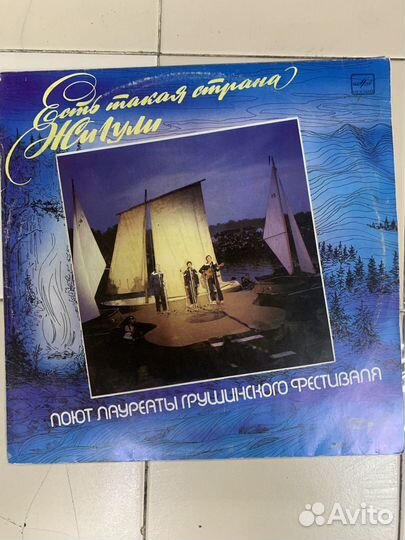 Есть такая страна
Жигули
ПОЮТ ЛАУРЕАТЫ ГРУШИНСКОГО ФЕСТИВАЛЯ
Avito